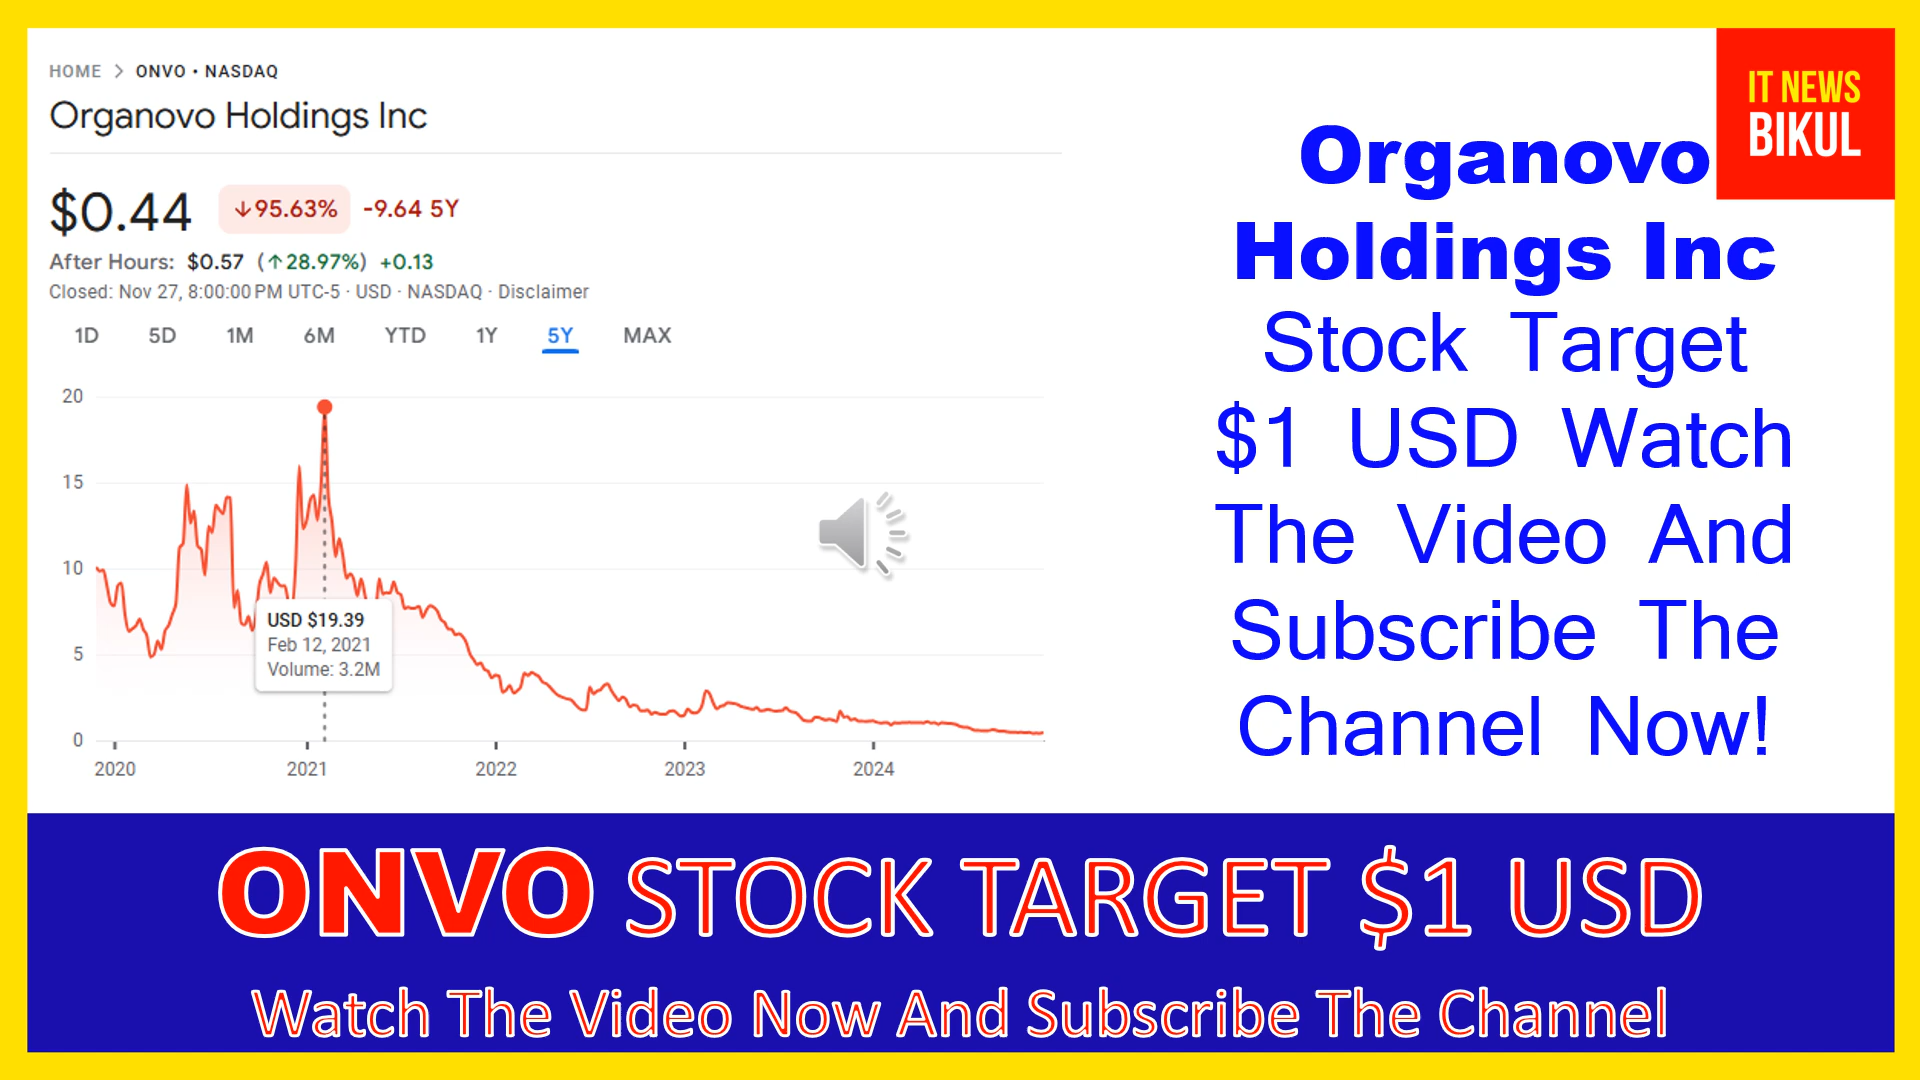 HOME > ONVO • NASDAQ
Organovo Holdings Inc
$0.44 ↓95.63% -9.64 5Y
After Hours: $0.57 (↑28.97%) +0.13
Closed: Nov 27, 8:00:00 PM UTC-5 · USD · NASDAQ · Disclaimer
1D 5D 1M 6M YTD 1Y 5Y MAX
20
15
10
5
0
USD $19.39
Feb 12, 2021
Volume: 3.2M
2020 2021 2022 2023 2024
IT NEWS
BIKUL
Organovo
Holdings Inc
Stock Target
$1 USD Watch
The Video And
Subscribe The
Channel Now!
ONVO STOCK TARGET $1 USD
Watch The Video Now And Subscribe The Channel